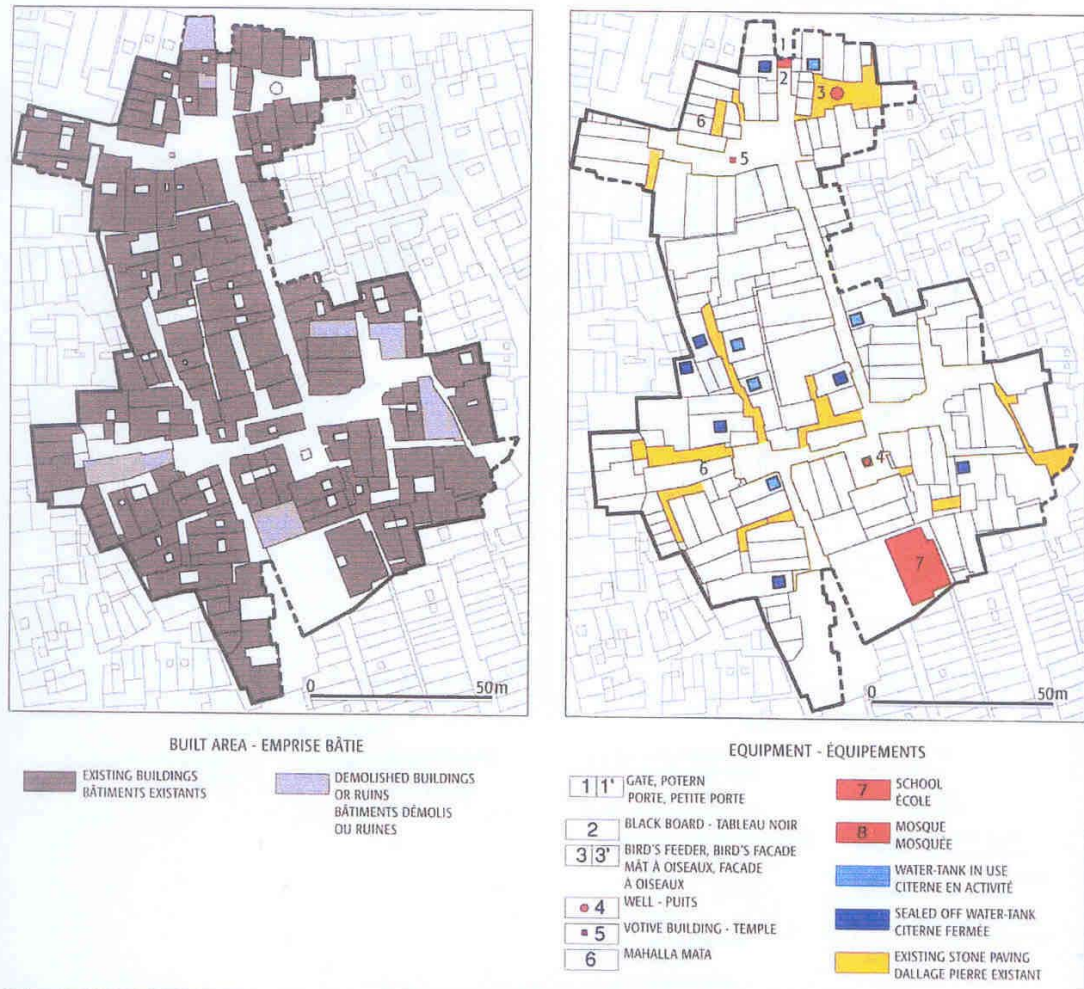 0
50m
1
2
3
6
5
4
6
7
0
50m
BUILT AREA - EMPRISE BÂTIE
EXISTING BUILDINGS
BÂTIMENTS EXISTANTS
DEMOLISHED BUILDINGS
OR RUINS
BÂTIMENTS DÉMOLIS
OU RUINES
EQUIPMENT - ÉQUIPEMENTS
1 1' GATE, POTERN
PORTE, PETITE PORTE
2 BLACK BOARD - TABLEAU NOIR
3 3' BIRD'S FEEDER, BIRD'S FACADE
MÂT À OISEAUX, FACADE
À OISEAUX
4 WELL - PUITS
5 VOTIVE BUILDING - TEMPLE
6 MAHALLA MATA
7 SCHOOL
ÉCOLE
8 MOSQUE
MOSQUÉE
WATER-TANK IN USE
CITERNE EN ACTIVITÉ
SEALED OFF WATER-TANK
CITERNE FERMÉE
EXISTING STONE PAVING
DALLAGE PIERRE EXISTANT